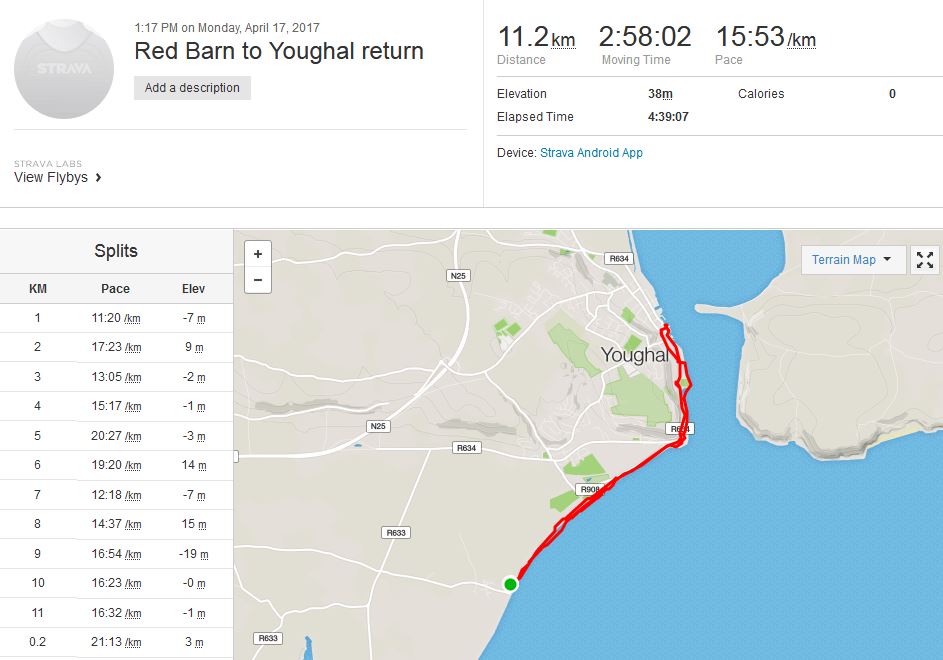 1:17 PM on Monday, April 17, 2017
Red Barn to Youghal return
STRAVA
Add a description
STRAVA LABS
View Flybys
11.2km 2:58:02 15:53/km
Distance Moving Time Pace
Elevation 38m Calories 0
Elapsed Time 4:39:07
Device: Strava Android App
Splits
KM Pace Elev
1 11:20 /km -7 m
2 17:23 /km 9 m
3 13:05 /km -2 m
4 15:17 /km -1 m
5 20:27 /km -3 m
6 19:20 /km 14 m
7 12:18 /km -7 m
8 14:37 /km 15 m
9 16:54 /km -19 m
10 16:23 /km -0 m
11 16:32 /km -1 m
0.2 21:13 /km 3 m
+
−
Terrain Map
R634
N25
Youghal
N25
R634
R634
R908
R633
R633